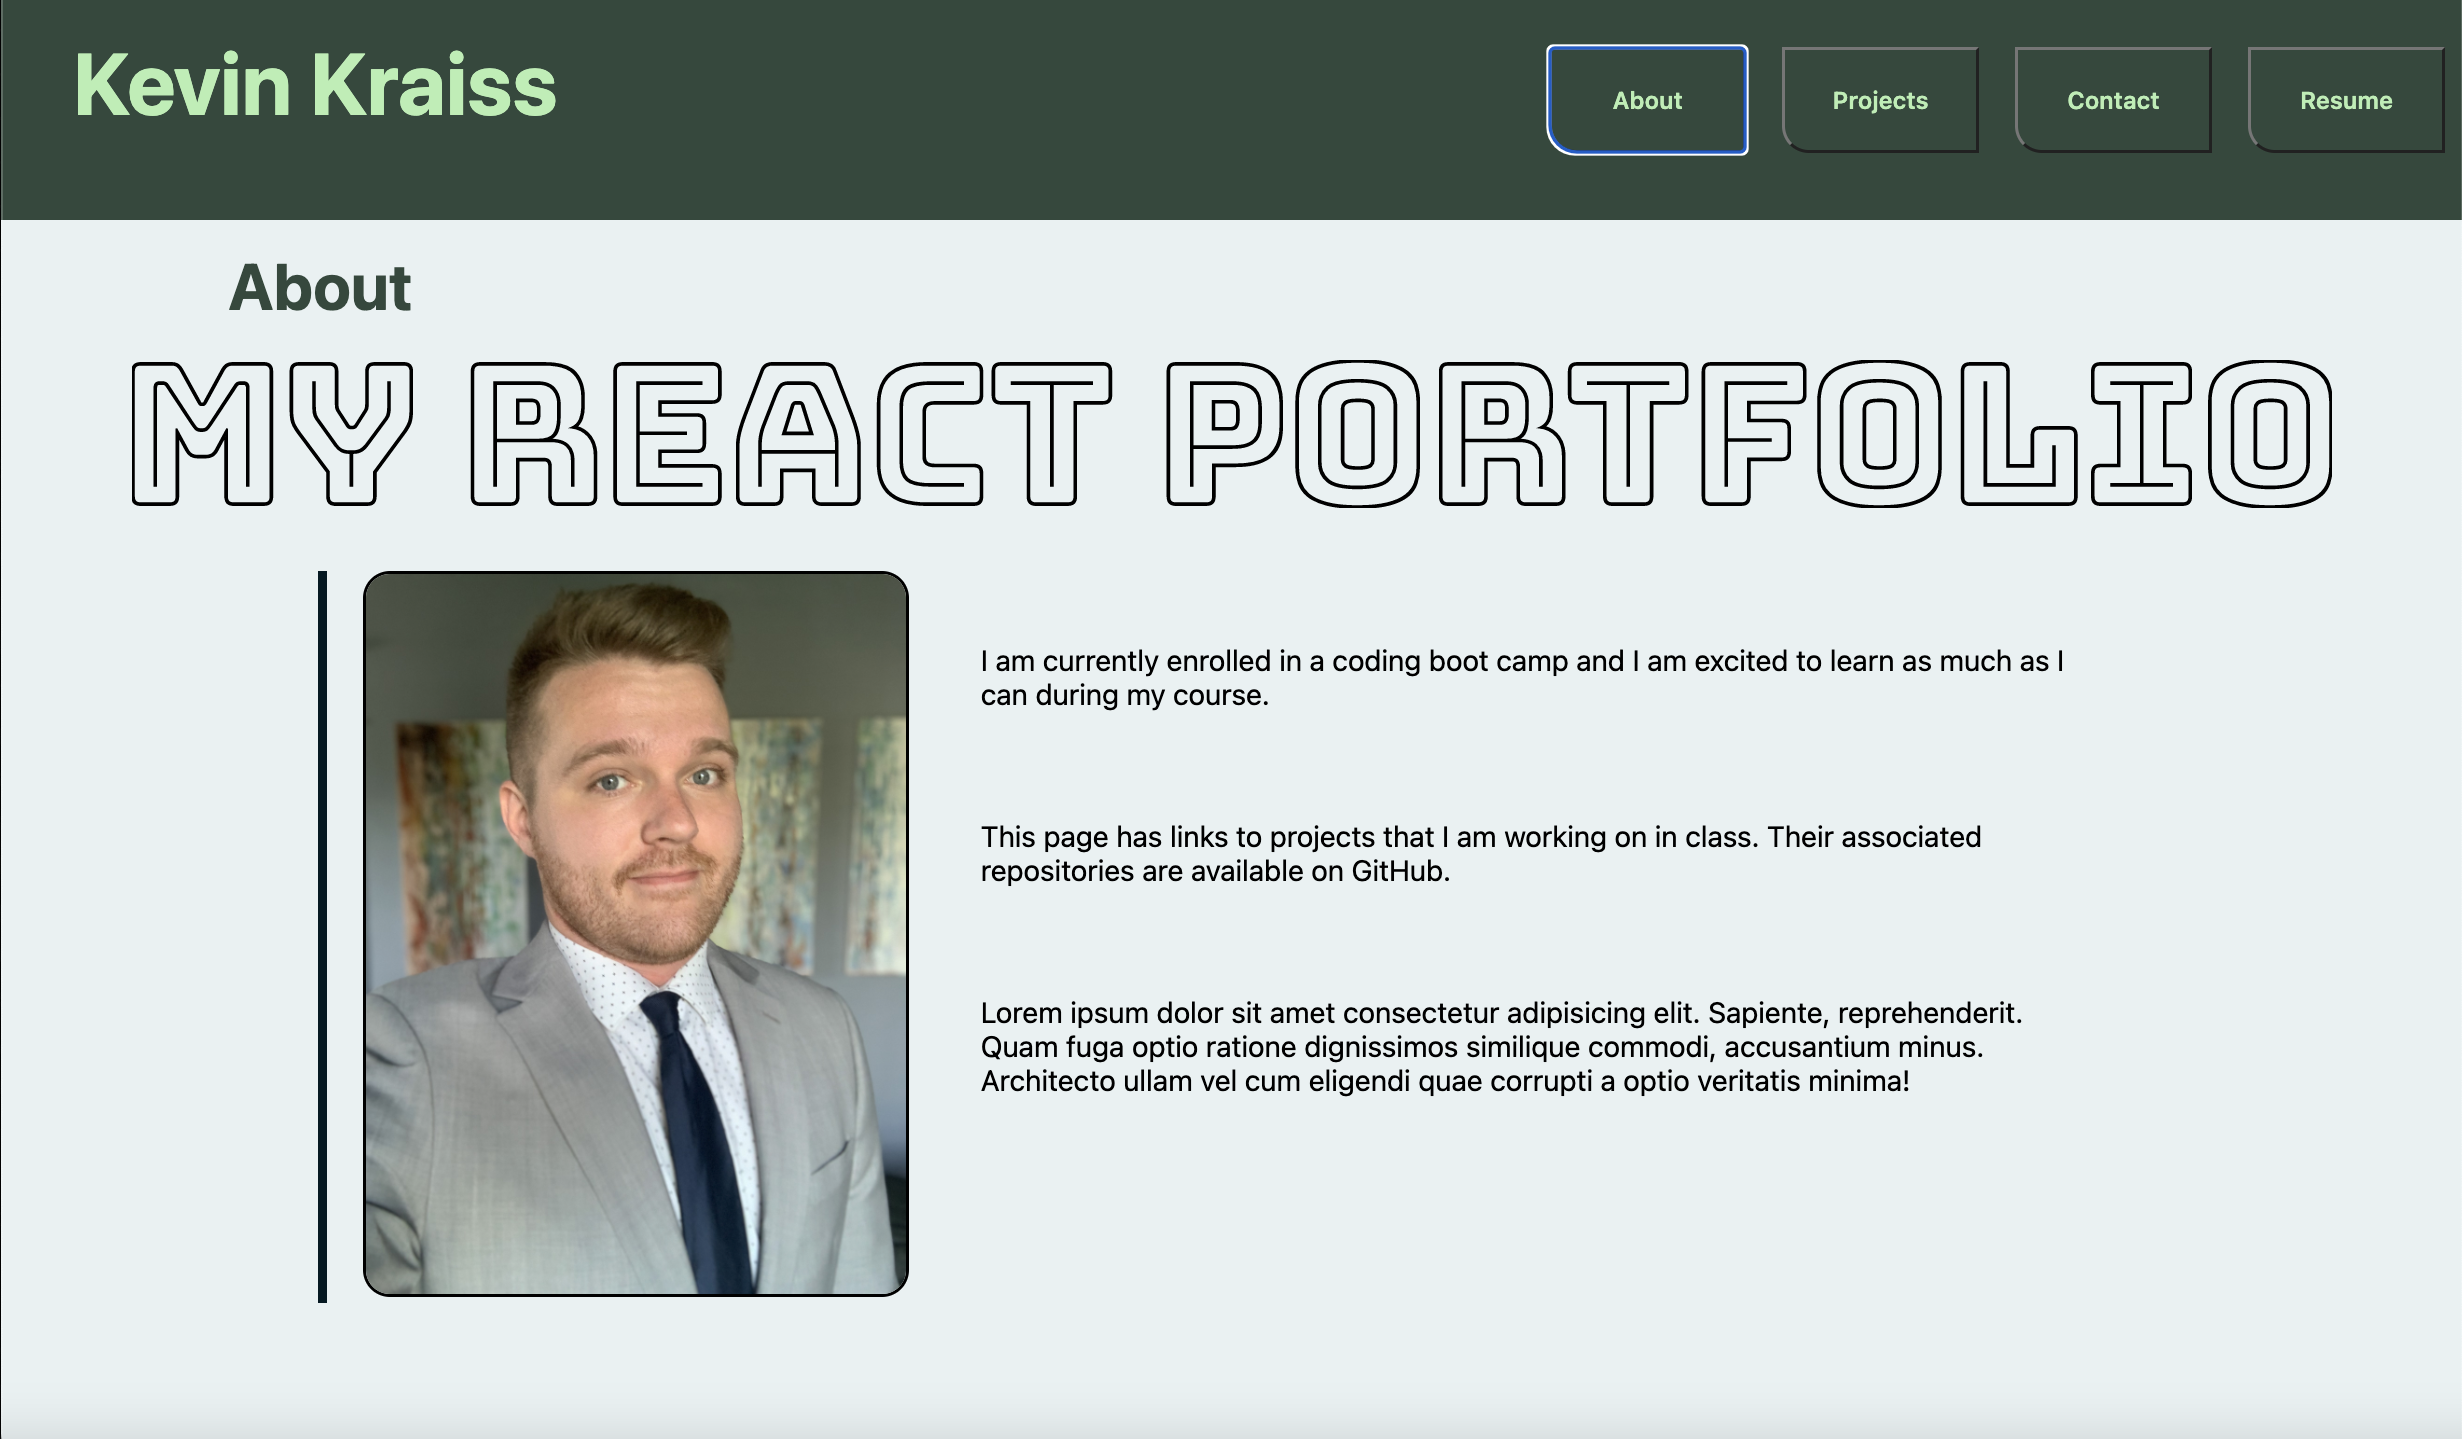 Kevin Kraiss
About
Projects
Contact
Resume
About
MY REACT PORTFOLIO
I am currently enrolled in a coding boot camp and I am excited to learn as much as I
can during my course.
This page has links to projects that I am working on in class. Their associated
repositories are available on GitHub.
Lorem ipsum dolor sit amet consectetur adipisicing elit. Sapiente, reprehenderit.
Quam fuga optio ratione dignissimos similique commodi, accusantium minus.
Architecto ullam vel cum eligendi quae corrupti a optio veritatis minima!